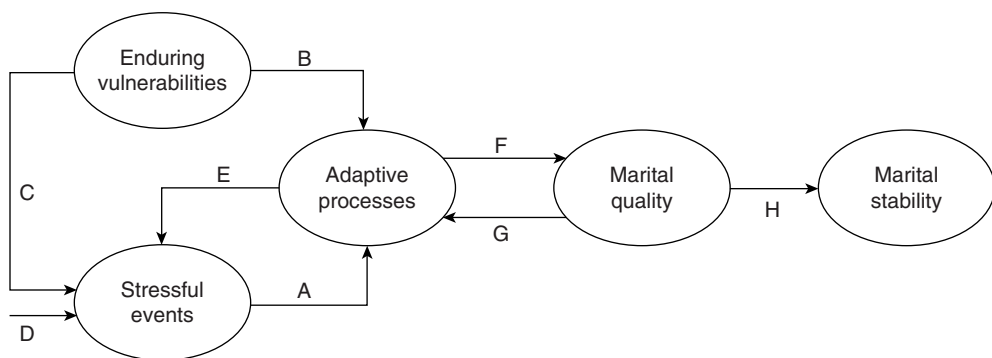 Enduring
vulnerabilities
B
C
E
Adaptive
processes
F
G
Marital
quality
H
Marital
stability
Stressful
events
A
D